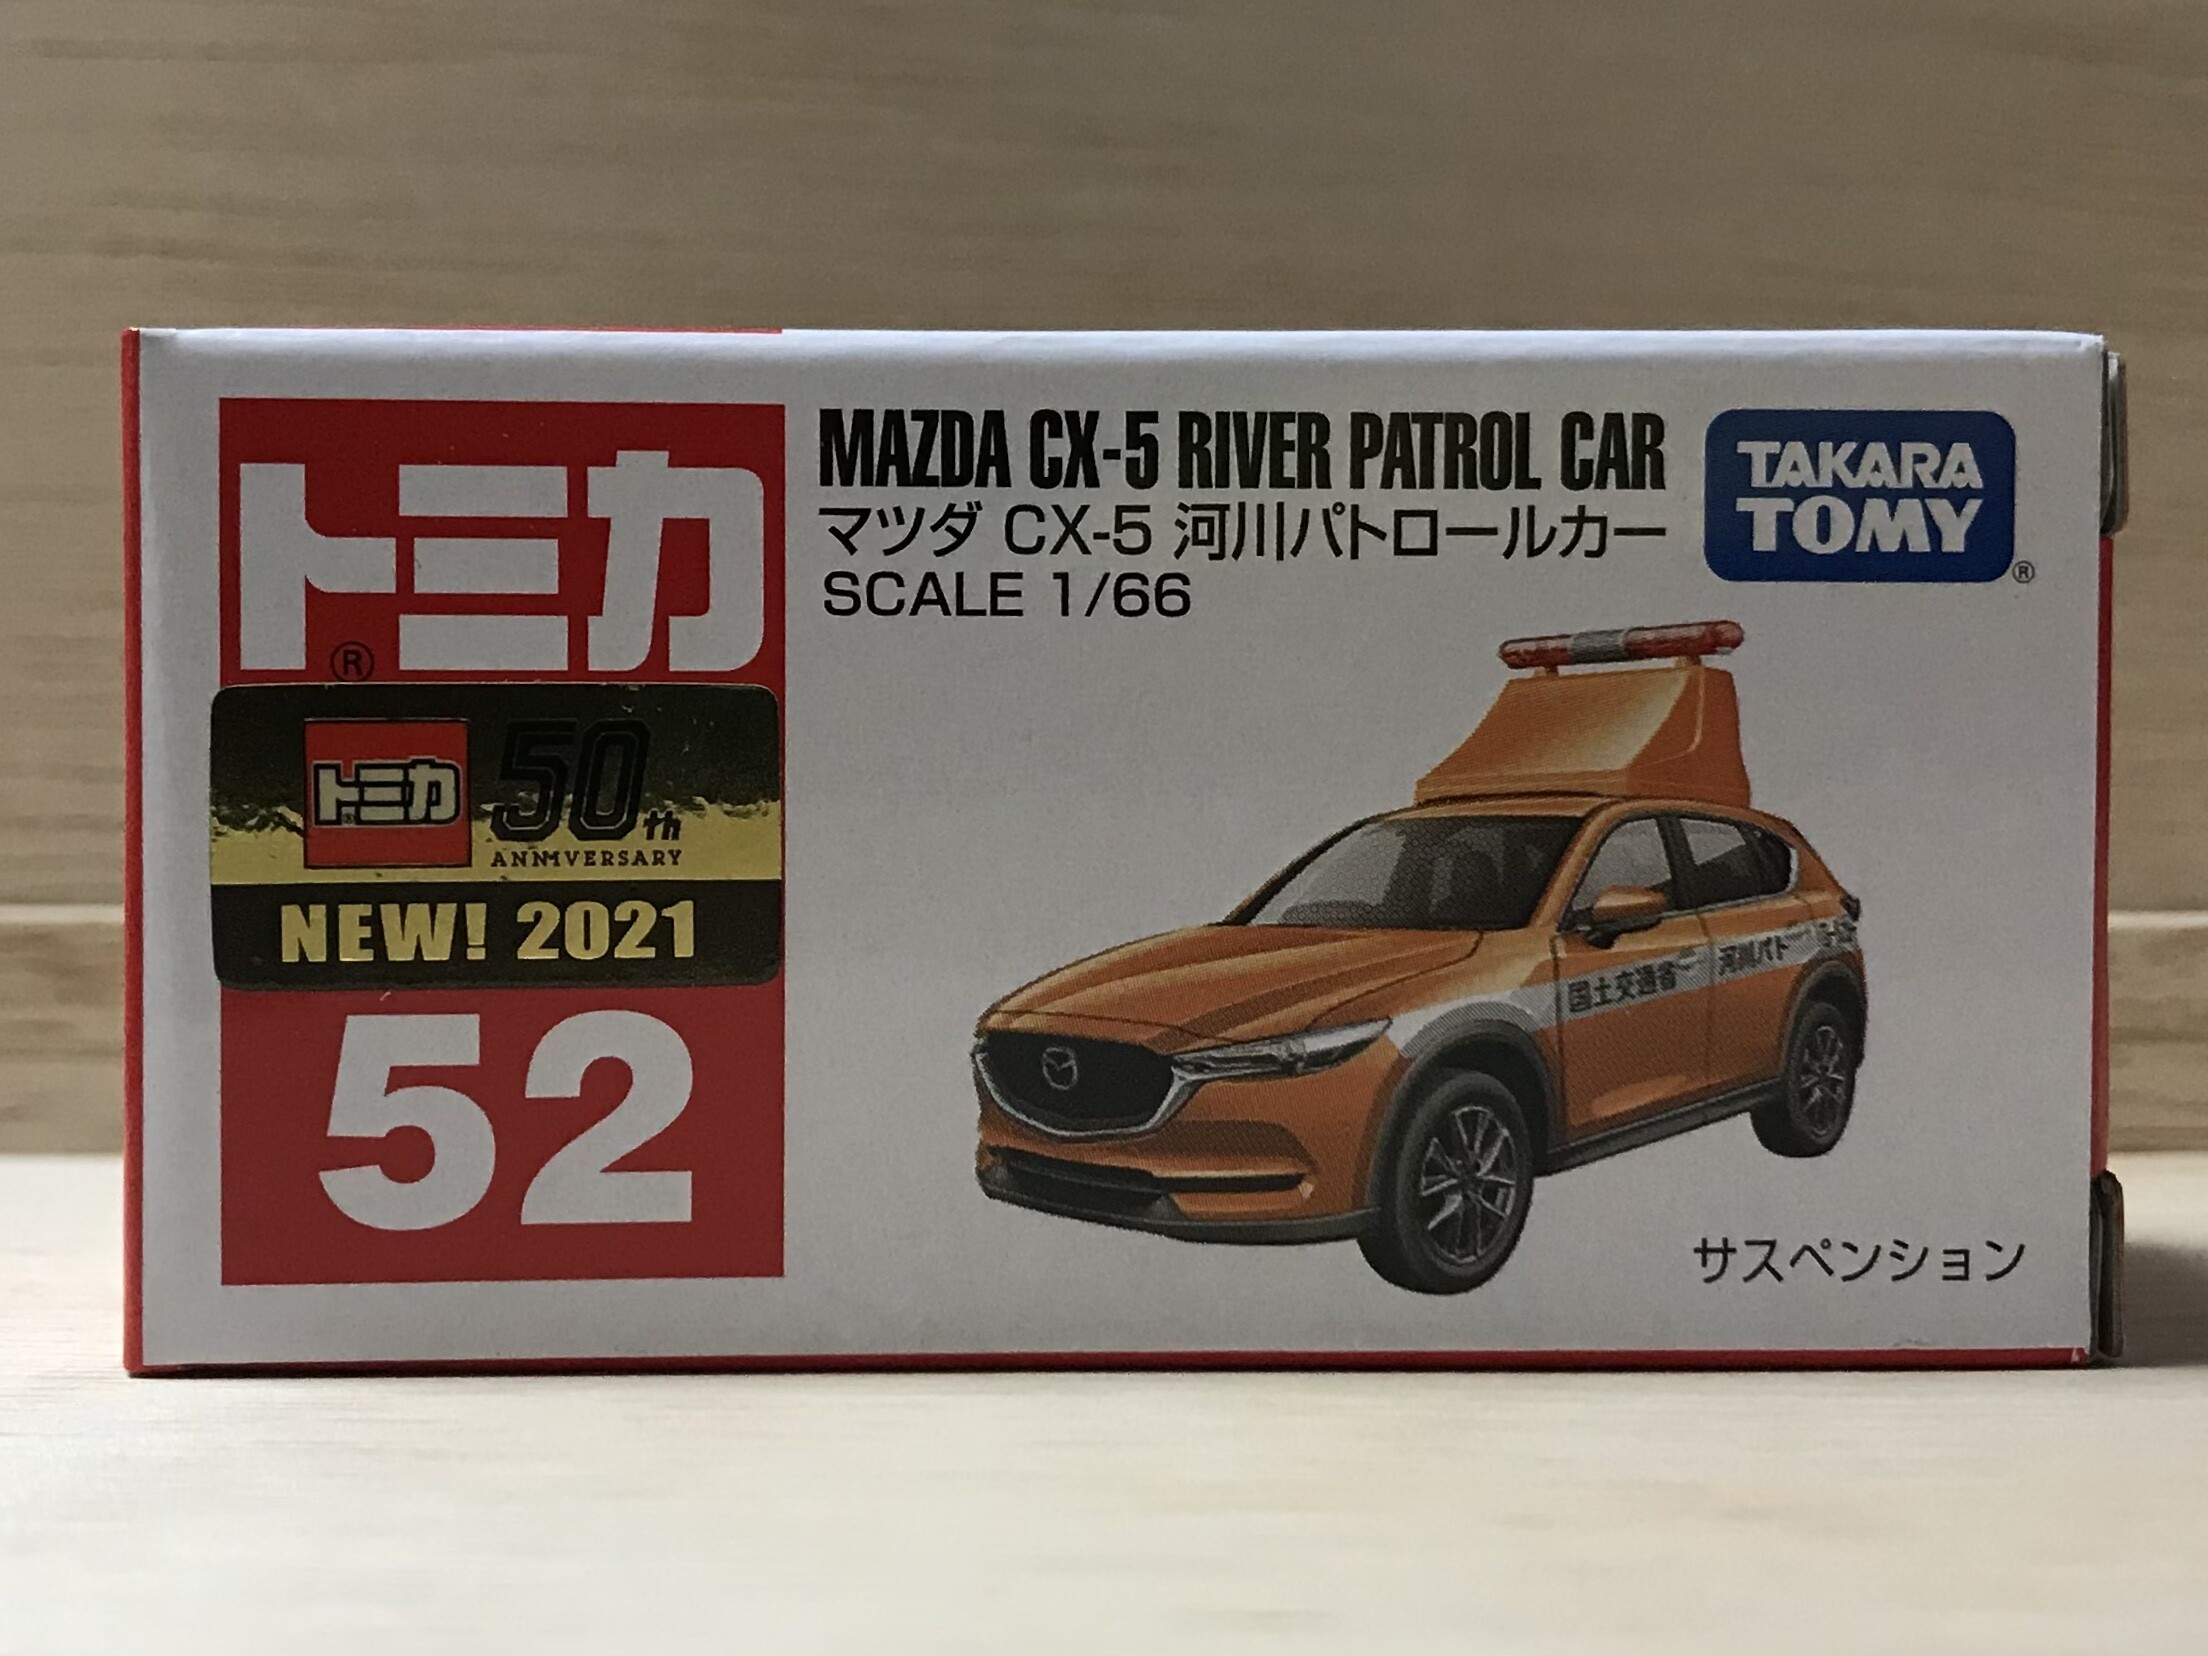 トミカ
®
トミカ
50th
ANNIVERSARY
NEW! 2021
52
MAZDA CX-5 RIVER PATROL CAR
マツダ CX-5 河川パトロールカー
SCALE 1/66
TAKARA
TOMY
®
国土交通省
河川パト
サスペンション